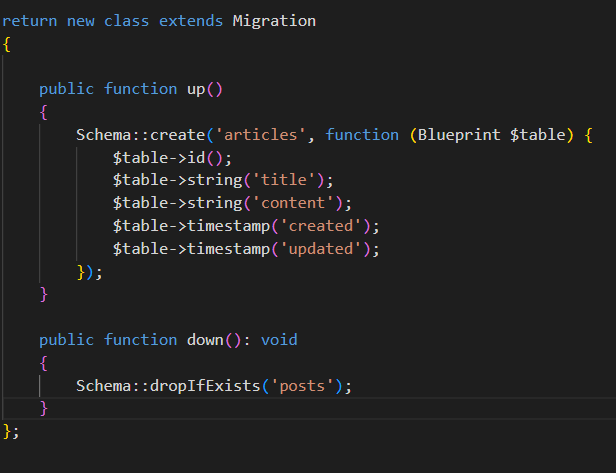 return new class extends Migration
{
public function up()
{
Schema::create('articles', function (Blueprint $table) {
$table->id();
$table->string('title');
$table->string('content');
$table->timestamp('created');
$table->timestamp('updated');
});
}
public function down(): void
{
Schema::dropIfExists('posts');
}
};